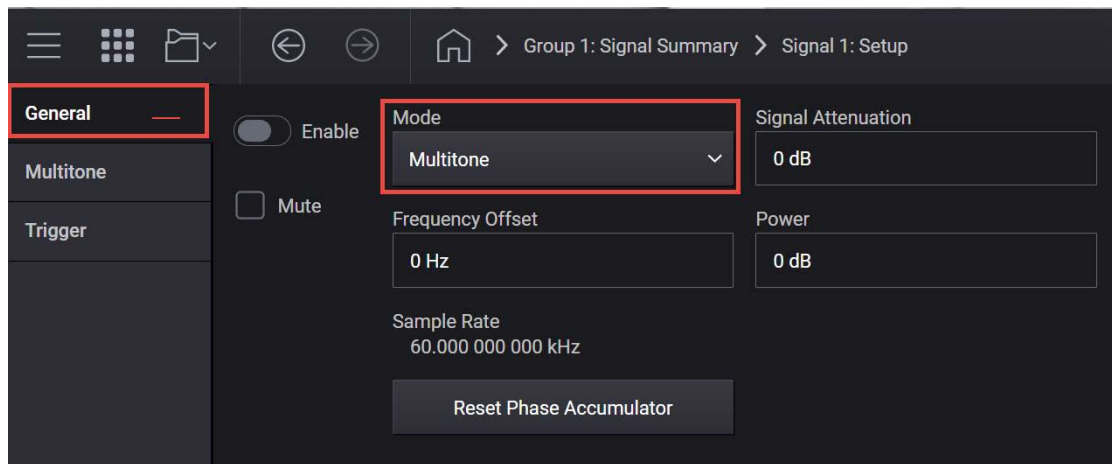 Group 1: Signal Summary > Signal 1: Setup
General
Multitone
Trigger
Enable
Mute
Mode
Multitone
Signal Attenuation
0 dB
Frequency Offset
0 Hz
Power
0 dB
Sample Rate
60.000 000 000 kHz
Reset Phase Accumulator